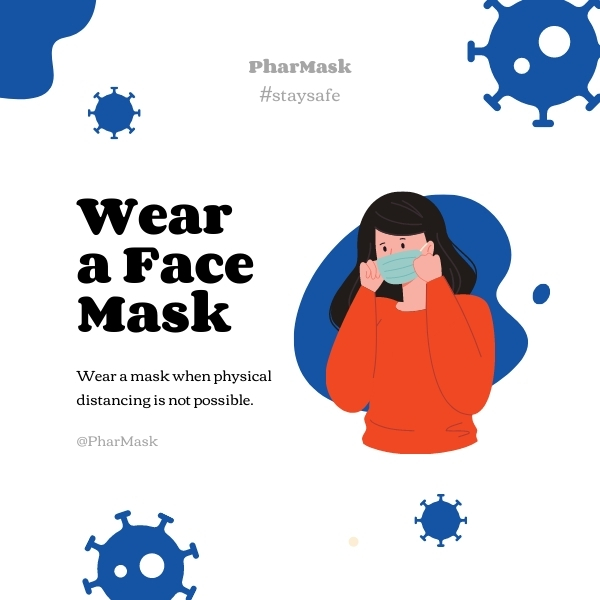 PharMask
#staysafe
Wear
a Face
Mask
Wear a mask when physical
distancing is not possible.
@PharMask